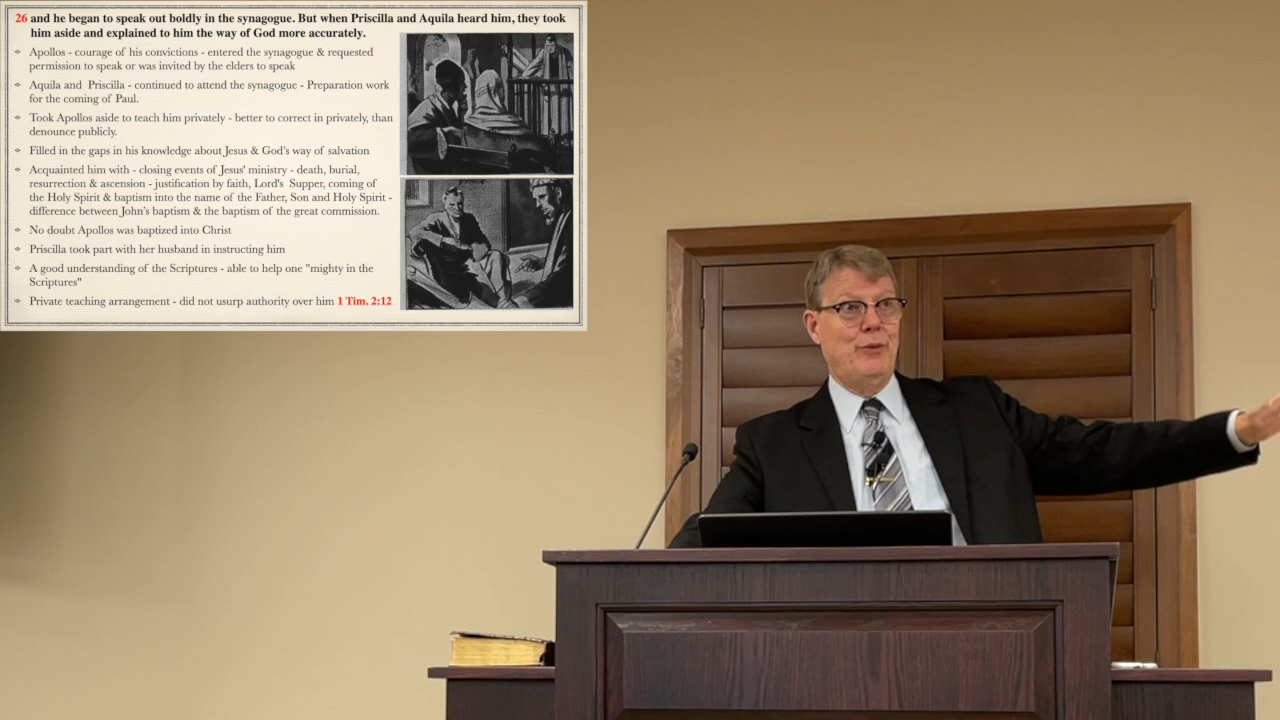 26 and he began to speak out boldly in the synagogue. But when Priscilla and Aquila heard him, they took
him aside and explained to him the way of God more accurately.
Apollos - courage of his convictions - entered the synagogue & requested
permission to speak or was invited by the elders to speak
Aquila and Priscilla - continued to attend the synagogue - Preparation work
for the coming of Paul.
Took Apollos aside to teach him privately - better to correct in privately, than
denounce publicly.
Filled in the gaps in his knowledge about Jesus & God's way of salvation
Acquainted him with - closing events of Jesus' ministry - death, burial,
resurrection & ascension - justification by faith, Lord's Supper, coming of
the Holy Spirit & baptism into the name of the Father, Son and Holy Spirit -
difference between John's baptism & the baptism of the great commission.
No doubt Apollos was baptized into Christ
Priscilla took part with her husband in instructing him
A good understanding of the Scriptures - able to help one "mighty in the
Scriptures"
Private teaching arrangement - did not usurp authority over him 1 Tim. 2:12